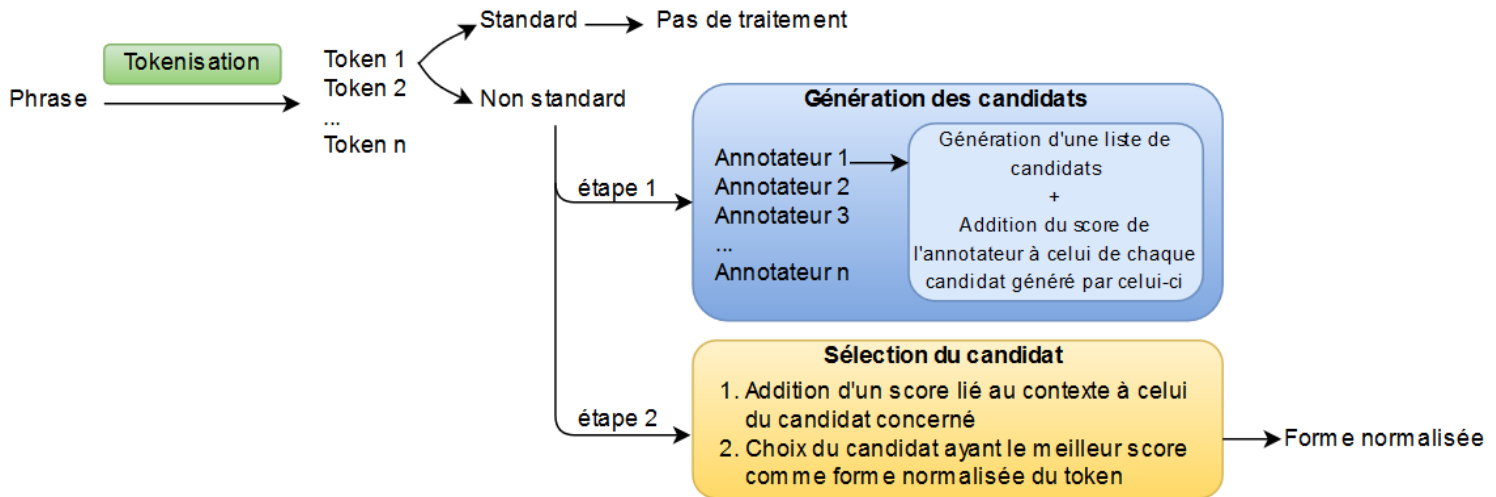 Phrase
Tokenisation
Token 1
Token 2
...
Token n
Standard
Pas de traitement
Non standard
étape 1
Génération des candidats
Annotateur 1
Annotateur 2
Annotateur 3
...
Annotateur n
Génération d'une liste de
candidats
+
Addition du score de
l'annotateur à celui de chaque
candidat généré par celui-ci
étape 2
Sélection du candidat
1. Addition d'un score lié au contexte à celui
du candidat concerné
2. Choix du candidat ayant le meilleur score
comme forme normalisée du token
Forme normalisée